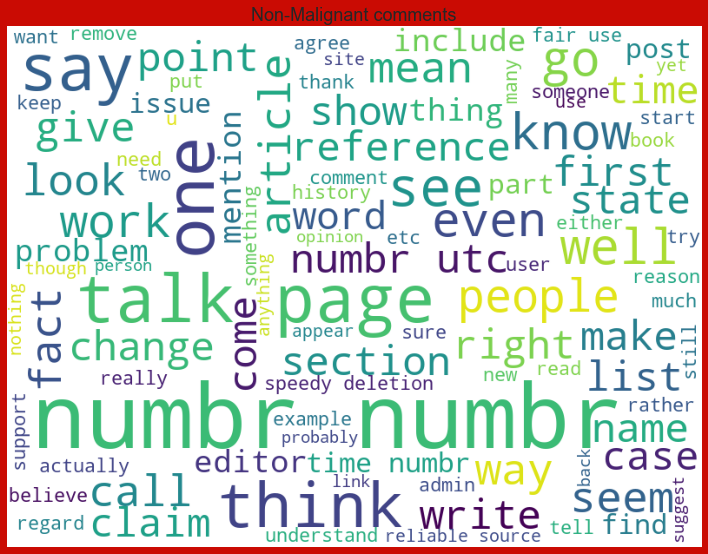 Non-Malignant comments
want remove
say point
agree
site
include
fair use
post
go
yet
keep
put
issue
u
thank
mean
many
someone
use
time
start
give
article
show thing
know
book
need
two
mention
one
reference
look
comment
see
part
first
state
work
something
history
word
even
either
try
opinion
etc
well
problem
numbr utc
user
reason
though
person
anything
nothing
talk page
people
much
fact
come
change
appear
sure
right
make
still
section
new
read
list
really
speedy deletion
rather
numbr numbr
support
example
probably
name
actually
editor
time numbr
way
back
case
believe
call
think
link
admin
write
seem
suggest
regard
claim
understand
reliable source
tell
find